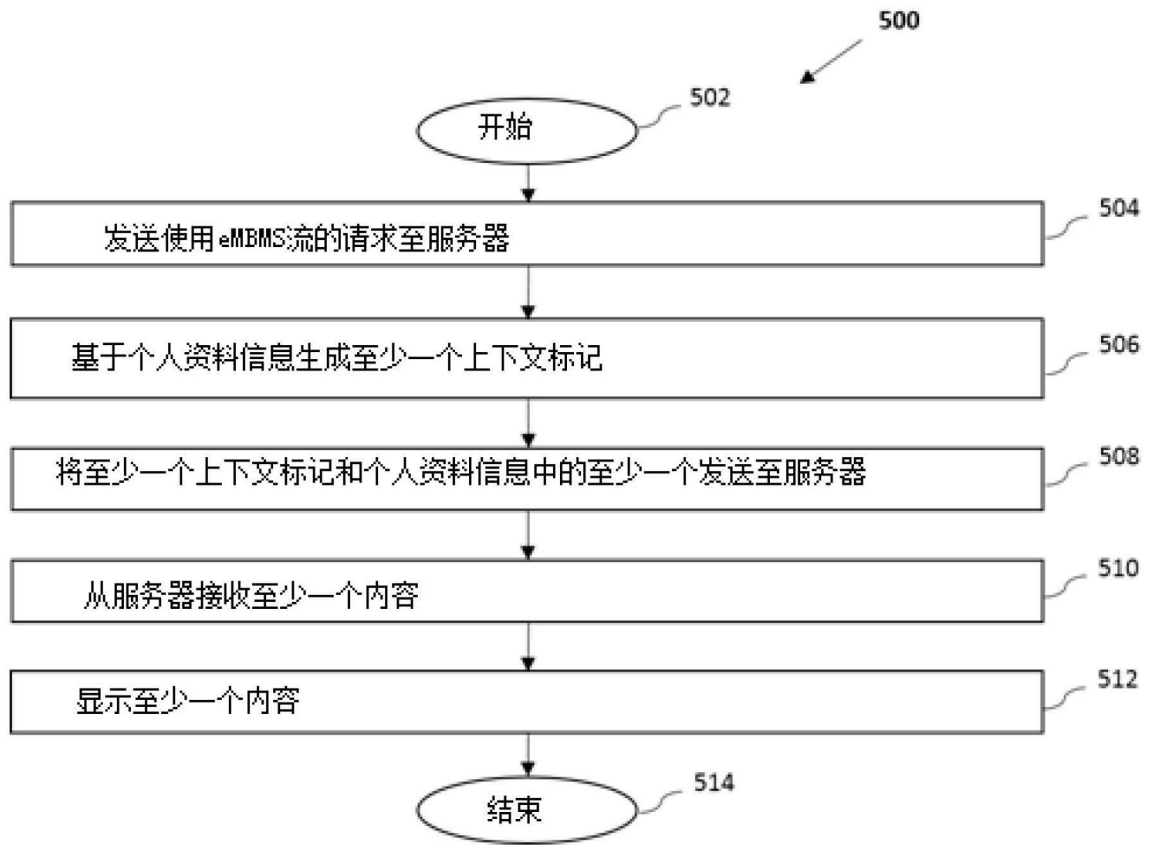 500
502
开始
504
发送使用eMBMS流的请求至服务器
506
基于个人资料信息生成至少一个上下文标记
508
将至少一个上下文标记和个人资料信息中的至少一个发送至服务器
510
从服务器接收至少一个内容
512
显示至少一个内容
514
结束